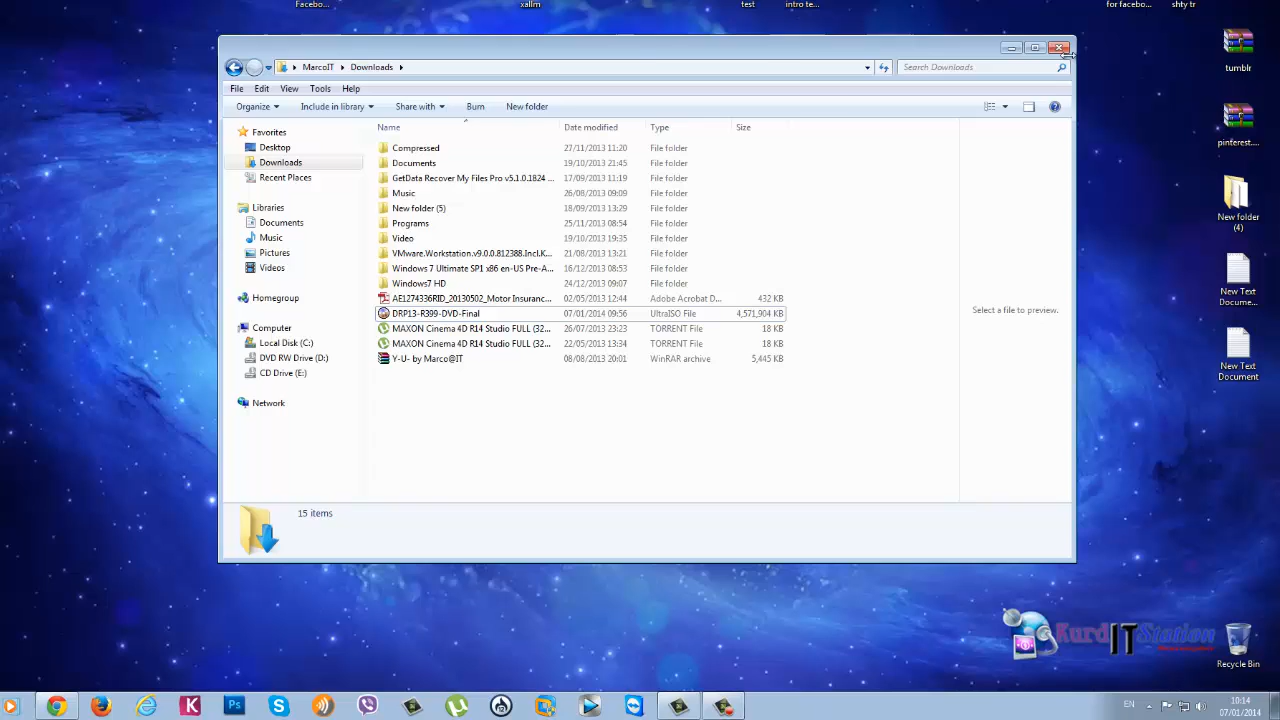 Facebo...
xallm
test
intro te...
for facebo...
shty tr
MarcoIT
Downloads
Search Downloads
File
Edit
View
Tools
Help
Organize
Include in library
Share with
Burn
New folder
Name
Date modified
Type
Size
Favorites
Desktop
Downloads
Recent Places
Libraries
Documents
Music
Pictures
Videos
Homegroup
Computer
Local Disk (C:)
DVD RW Drive (D:)
CD Drive (E:)
Network
Compressed 27/11/2013 11:20 File folder
Documents 19/10/2013 21:45 File folder
GetData Recover My Files Pro v5.1.0.1824 ... 17/09/2013 11:19 File folder
Music 26/08/2013 09:09 File folder
New folder (5) 18/09/2013 13:29 File folder
Programs 25/11/2013 08:54 File folder
Video 19/10/2013 19:35 File folder
VMware.Workstation.v9.0.0.812388.Incl.K... 21/08/2013 13:21 File folder
Windows 7 Ultimate SP1 x86 en-US Pre-A... 16/12/2013 08:53 File folder
Windows7 HD 24/12/2013 09:07 File folder
AE1274336RID_20130502_Motor Insuranc... 02/05/2013 12:44 Adobe Acrobat D... 432 KB
DRP13-R399-DVD-Final 07/01/2014 09:56 UltraISO File 4,571,904 KB
MAXON Cinema 4D R14 Studio FULL (32... 26/07/2013 23:23 TORRENT File 18 KB
MAXON Cinema 4D R14 Studio FULL (32... 22/05/2013 13:34 TORRENT File 18 KB
Y-U- by Marco@IT 08/08/2013 20:01 WinRAR archive 5,445 KB
Select a file to preview.
15 items
tumblr
pinferest....
New folder
(4)
New Text
Docume...
New Text
Document
KurdITStation
Recycle Bin
K
Ps
EN
10:14
07/01/2014